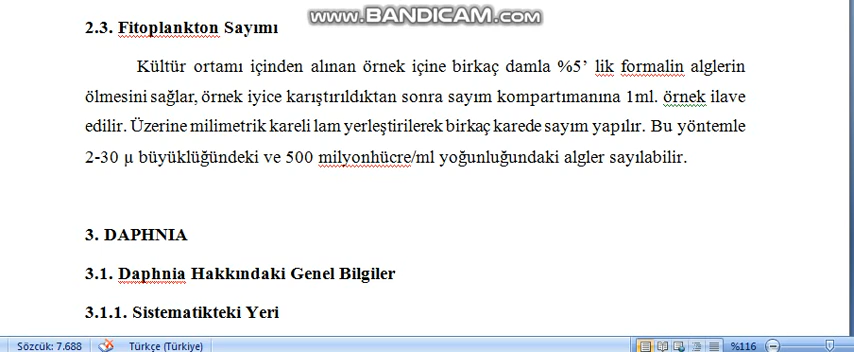 www.BANDICAM.com
2.3. Fitoplankton Sayımı
Kültür ortamı içinden alınan örnek içine birkaç damla %5’ lik formalin alglerin
ölmesini sağlar, örnek iyice karıştırıldıktan sonra sayım kompartımanına 1ml. örnek ilave
edilir. Üzerine milimetrik kareli lam yerleştirilerek birkaç karede sayım yapılır. Bu yöntemle
2-30 µ büyüklüğündeki ve 500 milyonhücre/ml yoğunluğundaki algler sayılabilir.
3. DAPHNIA
3.1. Daphnia Hakkındaki Genel Bilgiler
3.1.1. Sistematikteki Yeri
Sözcük: 7.688 Türkçe (Türkiye) %116